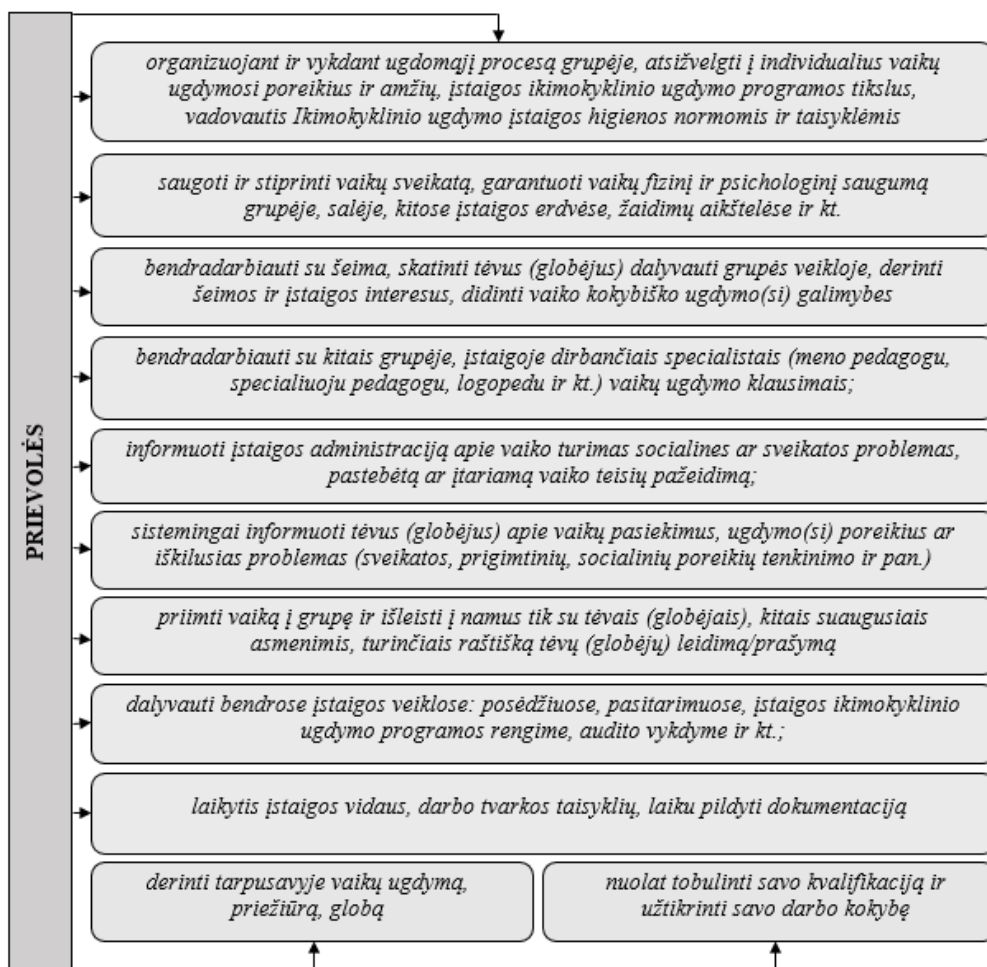 PRIEVOLĖS
organizuojant ir vykdant ugdomąjį procesą grupėje, atsižvelgti į individualius vaikų
ugdymosi poreikius ir amžių, įstaigos ikimokyklinio ugdymo programos tikslus,
vadovautis Ikimokyklinio ugdymo įstaigos higienos normomis ir taisyklėmis
saugoti ir stiprinti vaikų sveikatą, garantuoti vaikų fizinį ir psichologinį saugumą
grupėje, salėje, kitose įstaigos erdvėse, žaidimų aikštelėse ir kt.
bendradarbiauti su šeima, skatinti tėvus (globėjus) dalyvauti grupės veikloje, derinti
šeimos ir įstaigos interesus, didinti vaiko kokybiško ugdymo(si) galimybes
bendradarbiauti su kitais grupėje, įstaigoje dirbančiais specialistais (meno pedagogu,
specialiuoju pedagogu, logopedu ir kt.) vaikų ugdymo klausimais;
informuoti įstaigos administraciją apie vaiko turimas socialines ar sveikatos problemas,
pastebėtą ar įtariamą vaiko teisių pažeidimą;
sistemingai informuoti tėvus (globėjus) apie vaikų pasiekimus, ugdymo(si) poreikius ar
iškilusias problemas (sveikatos, prigimtinių, socialinių poreikių tenkinimo ir pan.)
priimti vaiką į grupę ir išleisti į namus tik su tėvais (globėjais), kitais suaugusiais
asmenimis, turinčiais raštišką tėvų (globėjų) leidimą/prašymą
dalyvauti bendrose įstaigos veiklose: posėdžiuose, pasitarimuose, įstaigos ikimokyklinio
ugdymo programos rengime, audito vykdyme ir kt.;
laikytis įstaigos vidaus, darbo tvarkos taisyklių, laiku pildyti dokumentaciją
derinti tarpusavyje vaikų ugdymą,
priežiūrą, globą
nuolat tobulinti savo kvalifikaciją ir
užtikrinti savo darbo kokybę